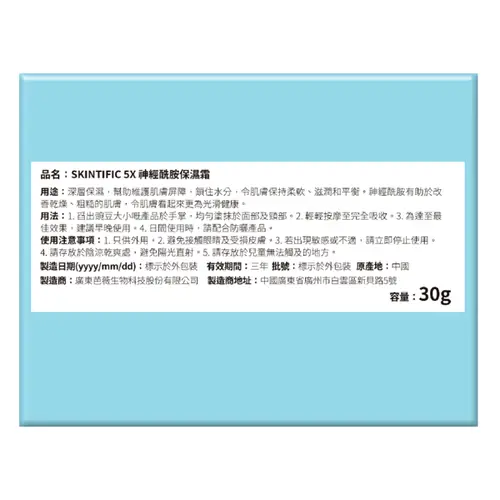 品名：SKINTIFIC 5X 神經醯胺保濕霜
用途：深層保濕，幫助維護肌膚屏障，鎖住水分，令肌膚保持柔軟、滋潤和平衡。神經醯胺有助於改
善乾燥、粗糙的肌膚，令肌膚看起來更為光滑健康。
用法：1. 舀出豌豆大小嘅產品於手掌，均勻塗抹於面部及頸部。2. 輕輕按摩至完全吸收。3. 為達至最
佳效果，建議早晚使用。4. 日間使用時，請配合防曬產品。
使用注意事項：1. 只供外用。2. 避免接觸眼睛及受損皮膚。3. 若出現敏感或不適，請立即停止使用。
4. 請存放於陰涼乾爽處，避免陽光直射。5. 請存放於兒童無法觸及的地方。
製造日期(yyyy/mm/dd)：標示於外包裝 有效期間：三年 批號：標示於外包裝 原產地：中國
製造商：廣東芭薇生物科技股份有限公司 製造商地址：中國廣東省廣州市白雲區新貝路5號
容量：30g